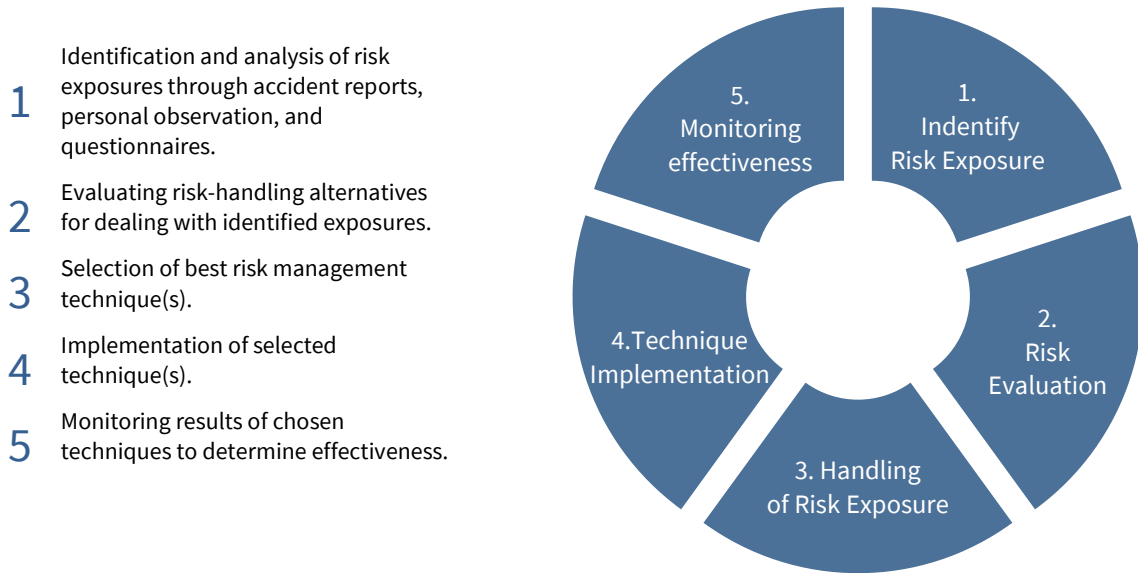 1
Identification and analysis of risk
exposures through accident reports,
personal observation, and
questionnaires.
2
Evaluating risk-handling alternatives
for dealing with identified exposures.
3
Selection of best risk management
technique(s).
4
Implementation of selected
technique(s).
5
Monitoring results of chosen
techniques to determine effectiveness.
1.
Indentify
Risk Exposure
2.
Risk
Evaluation
3. Handling
of Risk Exposure
4.Technique
Implementation
5.
Monitoring
effectiveness